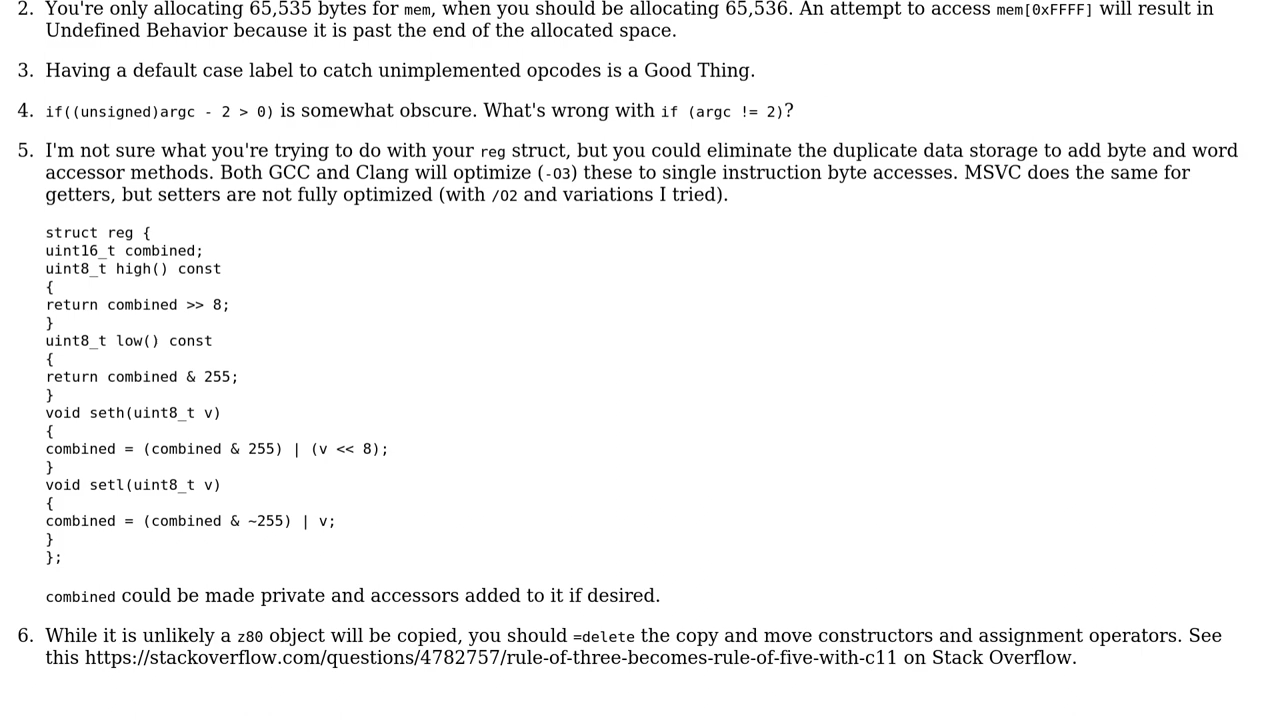 2. You're only allocating 65,535 bytes for mem, when you should be allocating 65,536. An attempt to access mem[0xFFFF] will result in
Undefined Behavior because it is past the end of the allocated space.
3. Having a default case label to catch unimplemented opcodes is a Good Thing.
4. if((unsigned)argc - 2 > 0) is somewhat obscure. What's wrong with if (argc != 2)?
5. I'm not sure what you're trying to do with your reg struct, but you could eliminate the duplicate data storage to add byte and word
accessor methods. Both GCC and Clang will optimize (-O3) these to single instruction byte accesses. MSVC does the same for
getters, but setters are not fully optimized (with /O2 and variations I tried).
struct reg {
uint16_t combined;
uint8_t high() const
{
return combined >> 8;
}
uint8_t low() const
{
return combined & 255;
}
void seth(uint8_t v)
{
combined = (combined & 255) | (v << 8);
}
void setl(uint8_t v)
{
combined = (combined & ~255) | v;
}
};
combined could be made private and accessors added to it if desired.
6. While it is unlikely a z80 object will be copied, you should =delete the copy and move constructors and assignment operators. See
this https://stackoverflow.com/questions/4782757/rule-of-three-becomes-rule-of-five-with-c11 on Stack Overflow.